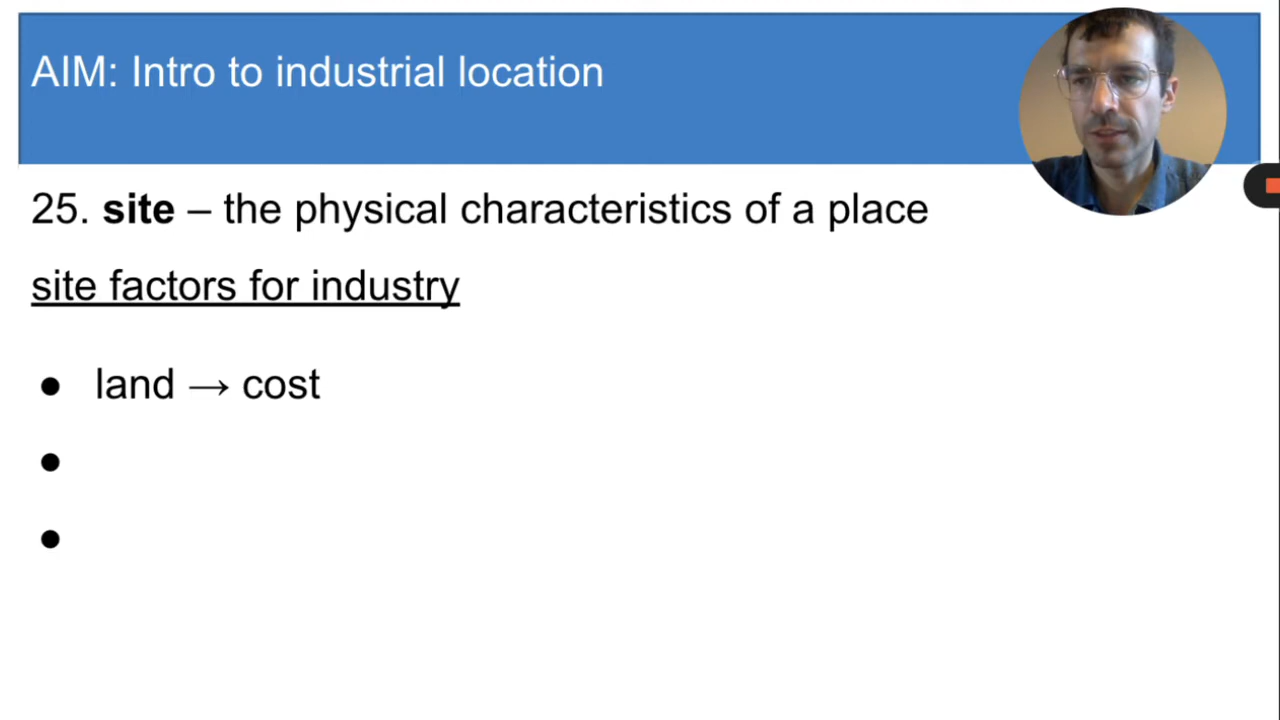 AIM: Intro to industrial location
25. site – the physical characteristics of a place
site factors for industry
● land → cost
●
●